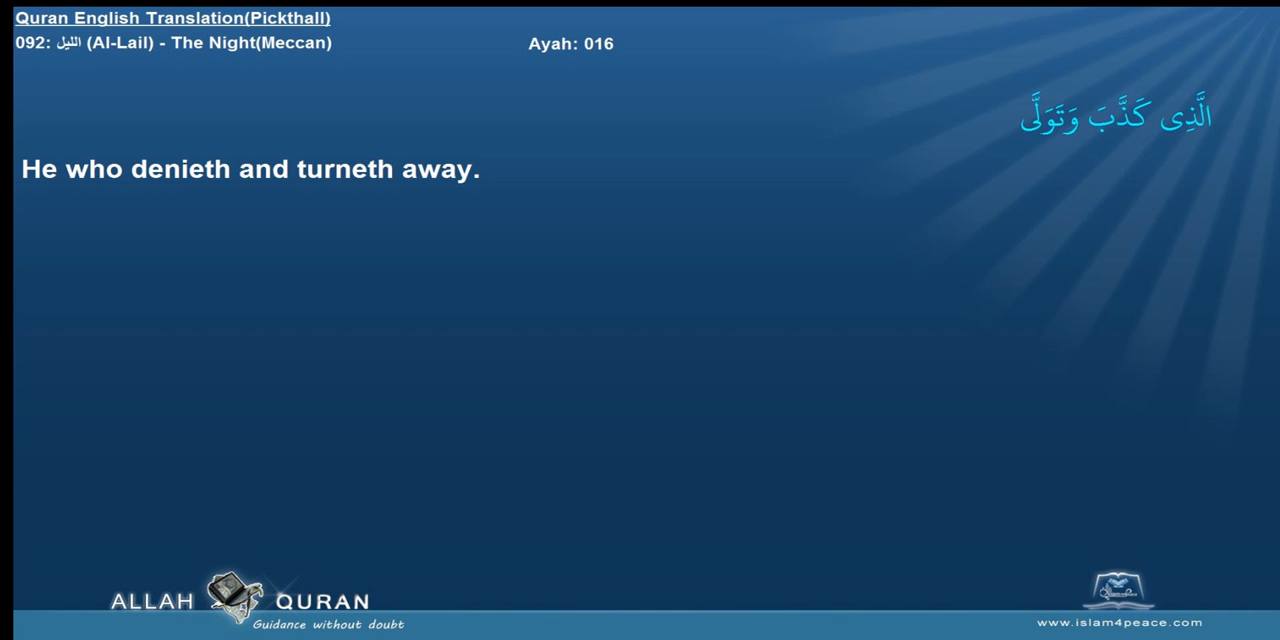 Quran English Translation(Pickthall)
092: الليل (Al-Lail) - The Night(Meccan)
Ayah: 016
الَّذِى كَذَّبَ وَتَوَلَّى
He who denieth and turneth away.
ALLAH QURAN
Guidance without doubt
www.islam4peace.com